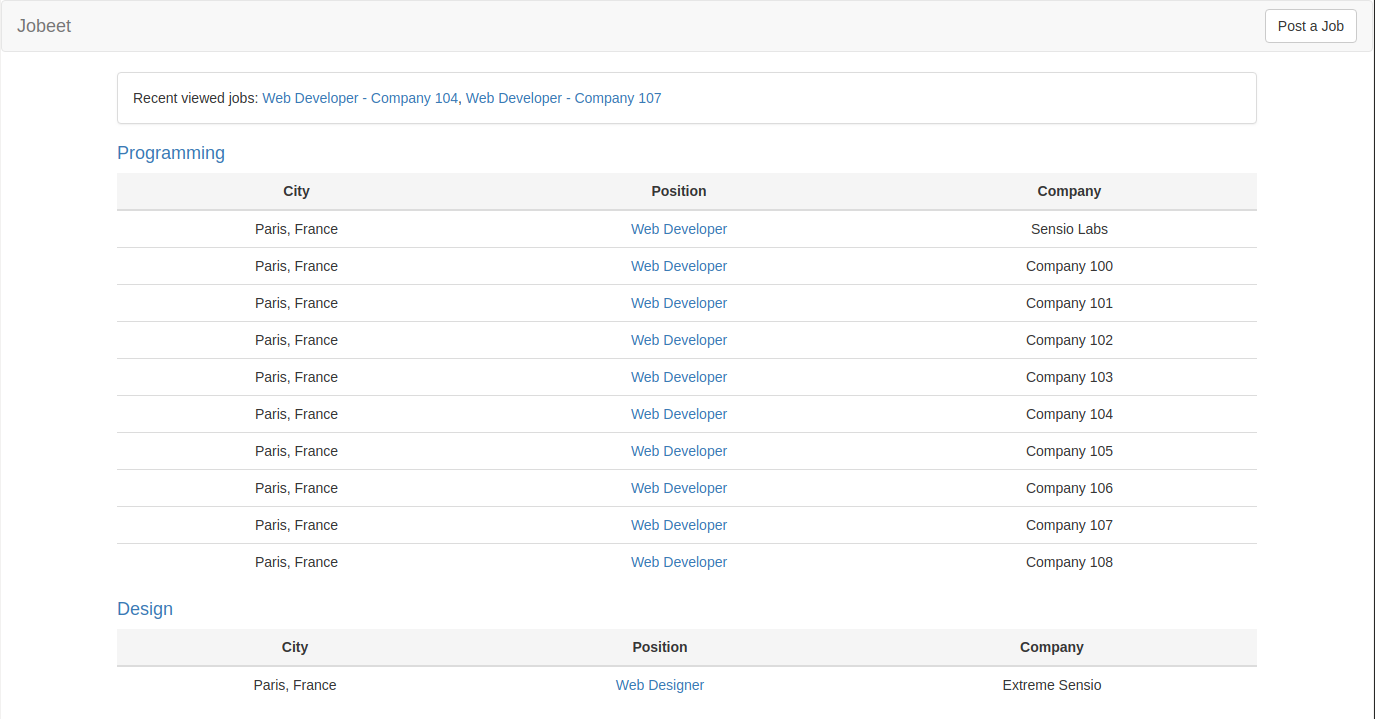 Jobeet Post a Job
Recent viewed jobs: Web Developer - Company 104, Web Developer - Company 107
Programming
City Position Company
Paris, France Web Developer Sensio Labs
Paris, France Web Developer Company 100
Paris, France Web Developer Company 101
Paris, France Web Developer Company 102
Paris, France Web Developer Company 103
Paris, France Web Developer Company 104
Paris, France Web Developer Company 105
Paris, France Web Developer Company 106
Paris, France Web Developer Company 107
Paris, France Web Developer Company 108
Design
City Position Company
Paris, France Web Designer Extreme Sensio